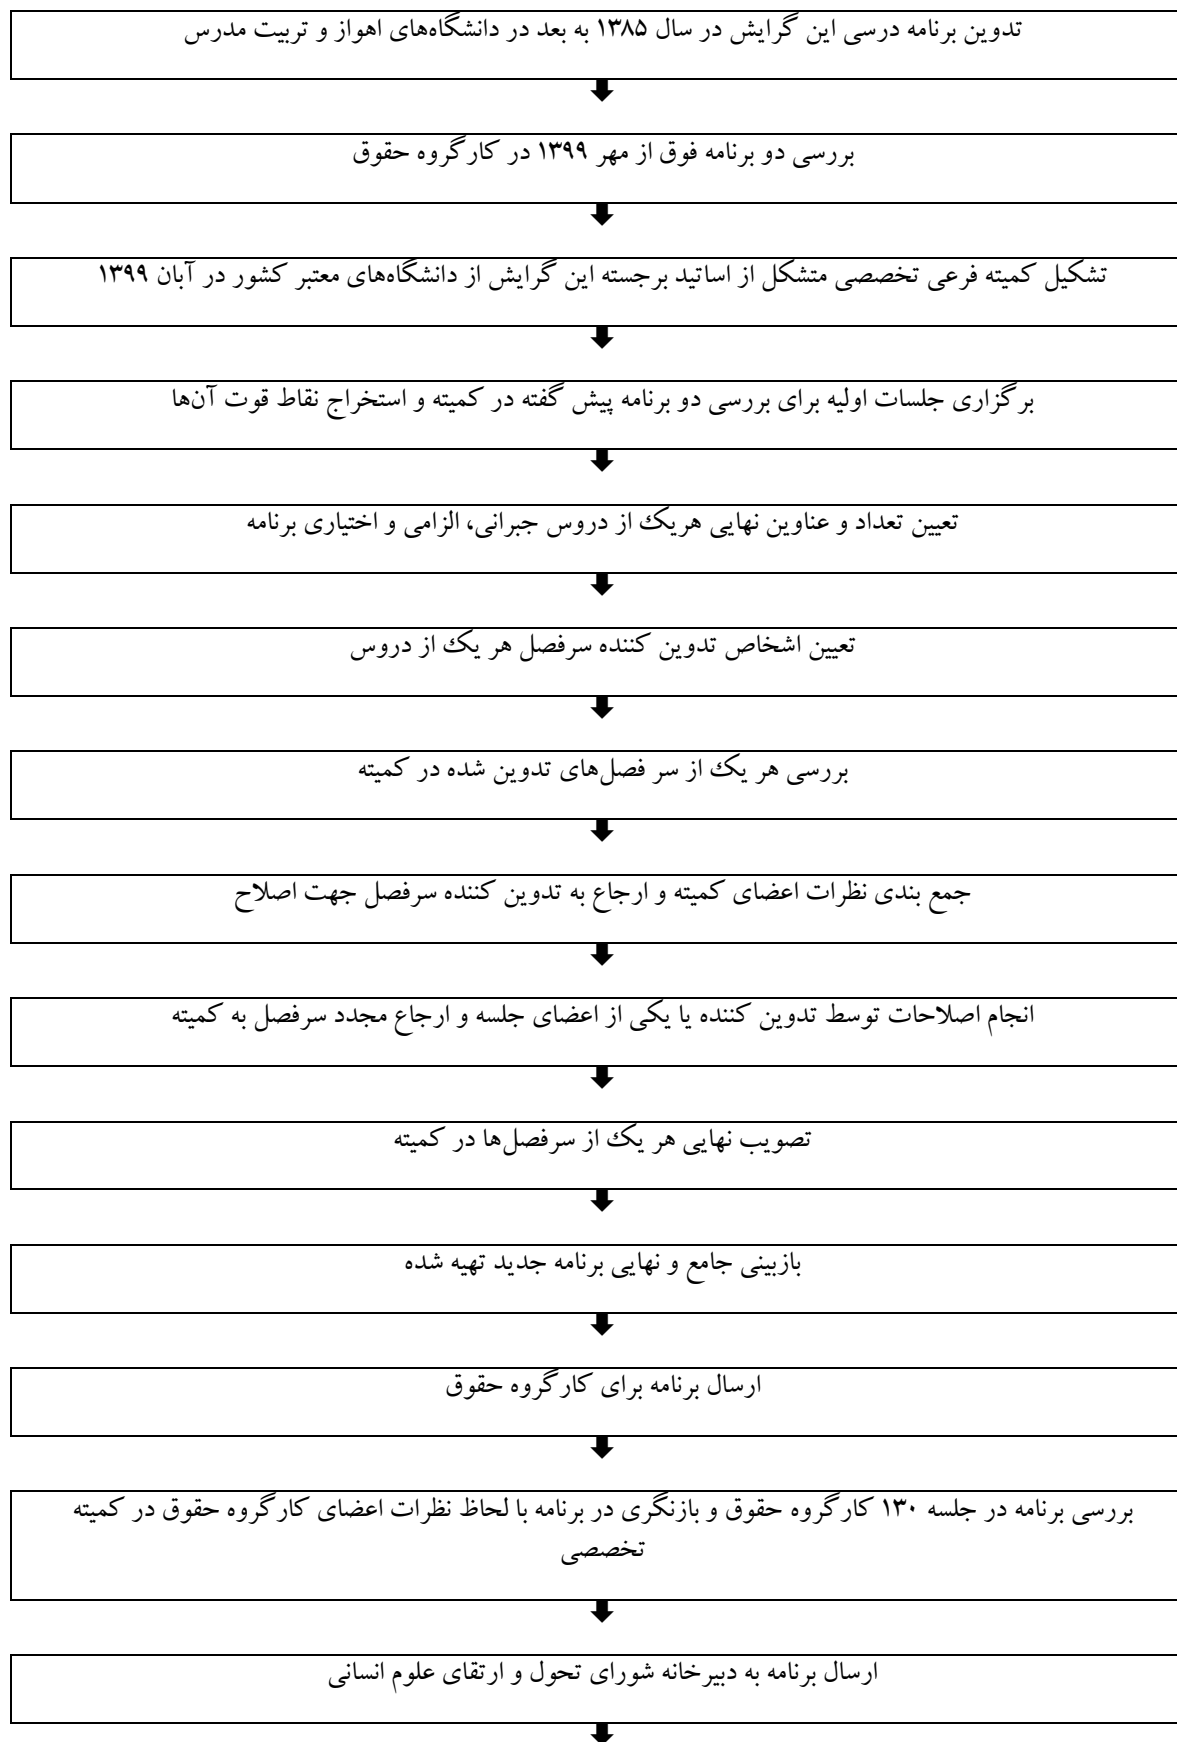 تدوین برنامه درسی این گرایش در سال ۱۳۸۵ به بعد در دانشگاه‌های اهواز و تربیت مدرس
بررسی دو برنامه فوق از مهر ۱۳۹۹ در کارگروه حقوق
تشکیل کمیته فرعی تخصصی متشکل از اساتید برجسته این گرایش از دانشگاه‌های معتبر کشور در آبان ۱۳۹۹
برگزاری جلسات اولیه برای بررسی دو برنامه پیش گفته در کمیته و استخراج نقاط قوت آن‌ها
تعیین تعداد و عناوین نهایی هریک از دروس جبرانی، الزامی و اختیاری برنامه
تعیین اشخاص تدوین کننده سرفصل هر یک از دروس
بررسی هر یک از سر فصل‌های تدوین شده در کمیته
جمع بندی نظرات اعضای کمیته و ارجاع به تدوین کننده سرفصل جهت اصلاح
انجام اصلاحات توسط تدوین کننده یا یکی از اعضای جلسه و ارجاع مجدد سرفصل به کمیته
تصویب نهایی هر یک از سرفصل‌ها در کمیته
بازبینی جامع و نهایی برنامه جدید تهیه شده
ارسال برنامه برای کارگروه حقوق
بررسی برنامه در جلسه ۱۳۰ کارگروه حقوق و بازنگری در برنامه با لحاظ نظرات اعضای کارگروه حقوق در کمیته
تخصصی
ارسال برنامه به دبیرخانه شورای تحول و ارتقای علوم انسانی